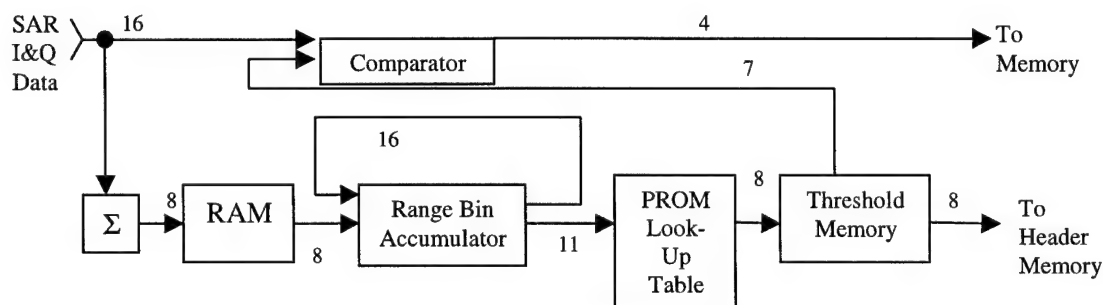 SAR
I&Q
Data
16
4
To
Memory
Comparator
7
16
Σ
8
RAM
8
Range Bin
Accumulator
11
PROM
Look-
Up
Table
8
Threshold
Memory
8
To
Header
Memory